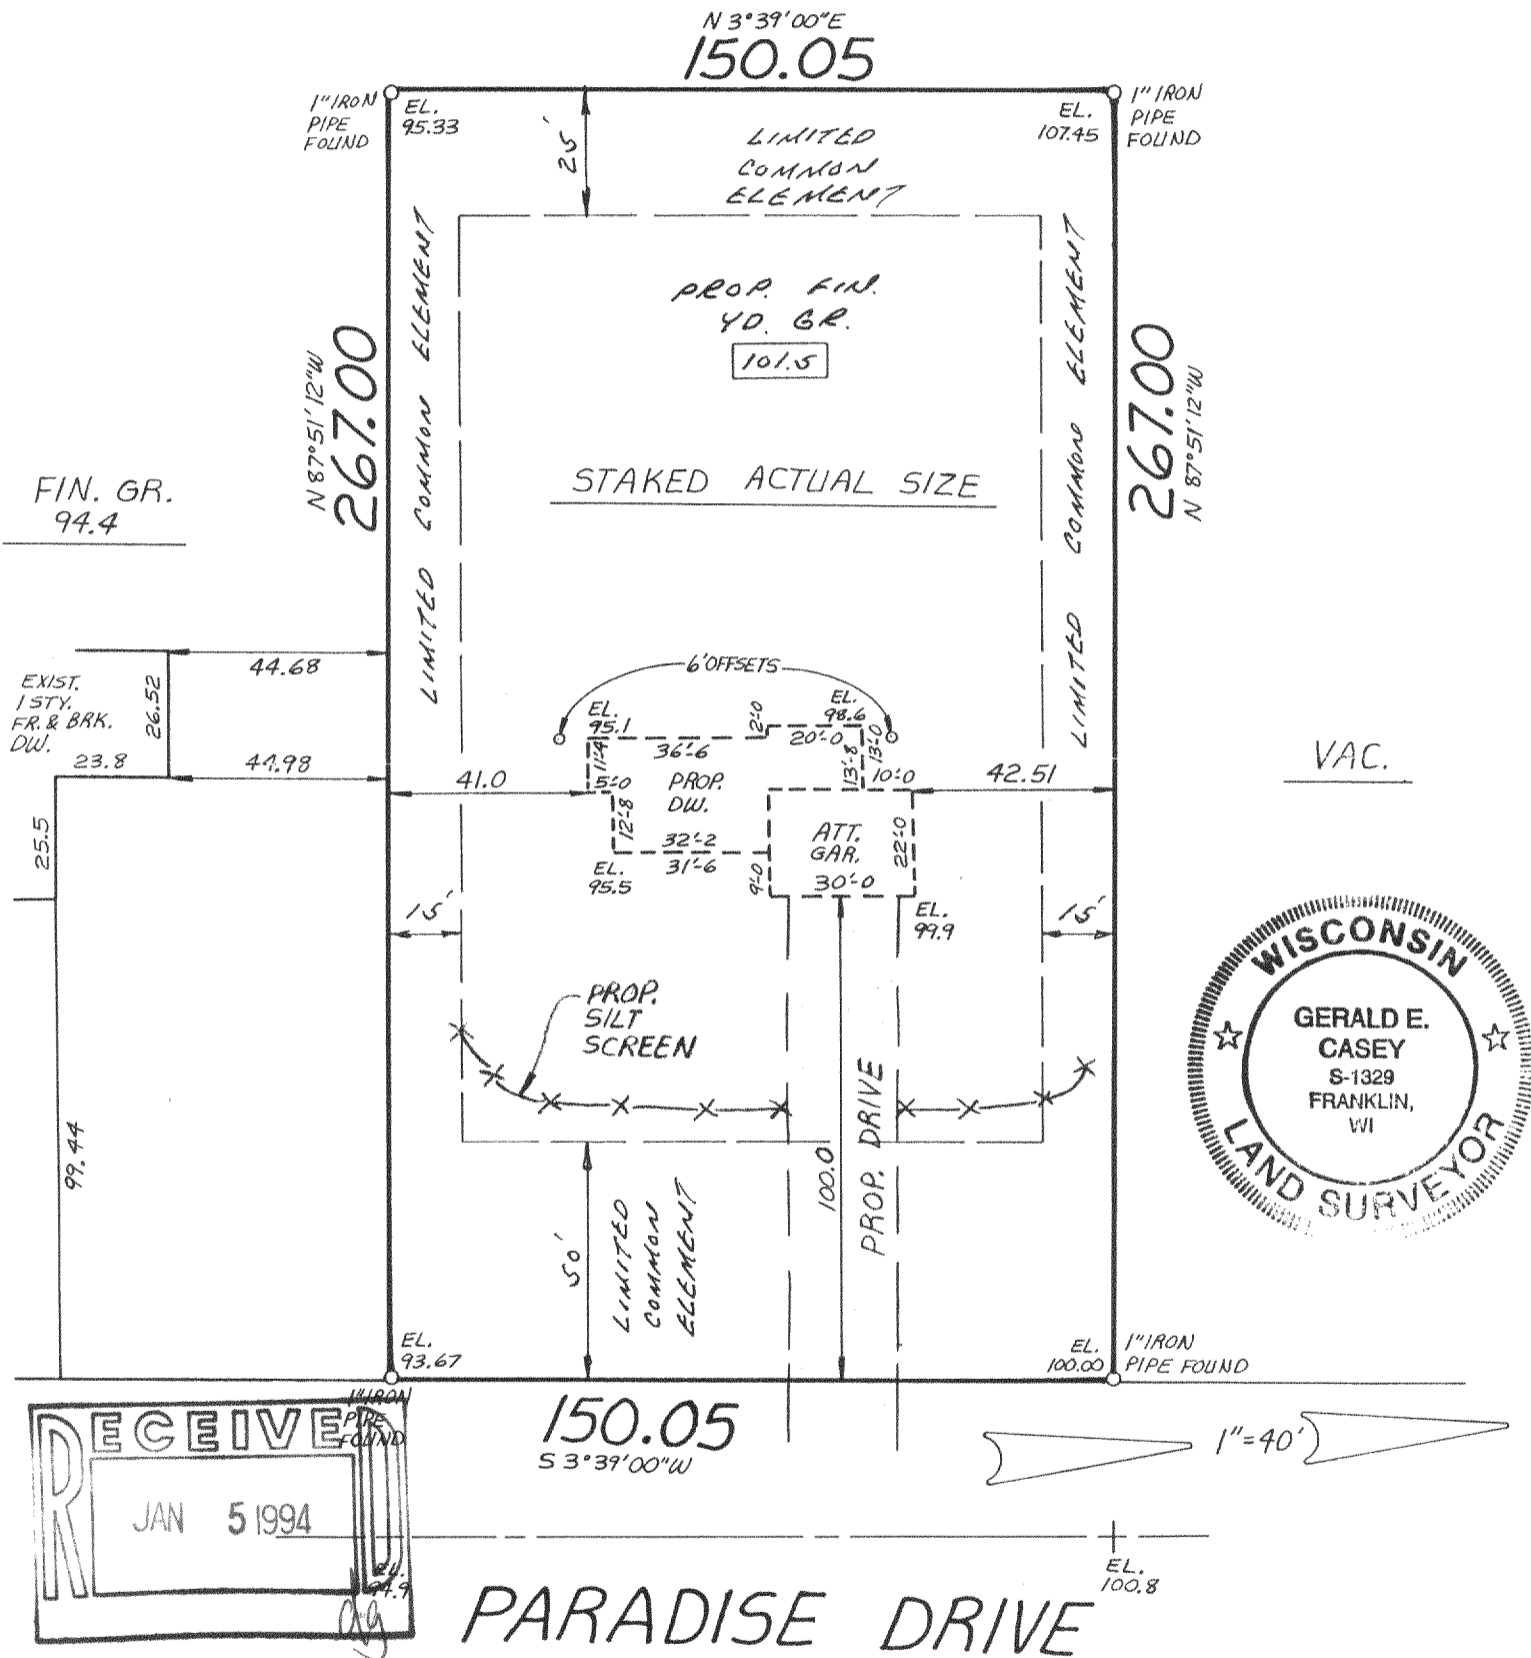 N 3°39'00"E
150.05
1" IRON
PIPE
FOUND
EL.
95.33
25'
LIMITED
COMMON
ELEMENT
EL.
107.45
1" IRON
PIPE
FOUND
LIMITED COMMON ELEMENT
PROP. FIN.
YD. GR.
101.5
LIMITED COMMON ELEMENT
N 87°51'12"W
267.00
267.00
N 87°51'12"W
FIN. GR.
94.4
STAKED ACTUAL SIZE
44.68
EXIST.
1 STY.
FR. & BRK.
DW.
26.52
23.8
44.98
25.5
99.44
6' OFFSETS
EL.
95.1
2'-0
EL.
98.6
36'-6
20'-0
13'-0
11'-4
13'-8
41.0
5'-0
PROP.
DW.
10'-0
42.51
VAC.
12'-8
32'-2
31'-6
ATT.
GAR.
22'-0
EL.
95.5
9'-0
30'-0
15'
EL.
99.9
15'
PROP.
SILT
SCREEN
100.0
PROP. DRIVE
50'
LIMITED
COMMON
ELEMENT
WISCONSIN
GERALD E.
CASEY
S-1329
FRANKLIN,
WI
LAND SURVEYOR
EL.
93.67
EL.
100.00
1" IRON
PIPE FOUND
1" IRON
PIPE
FOUND
150.05
S 3°39'00"W
1"=40'
RECEIVED
JAN 5 1994
EL.
94.9
EL.
100.8
PARADISE DRIVE